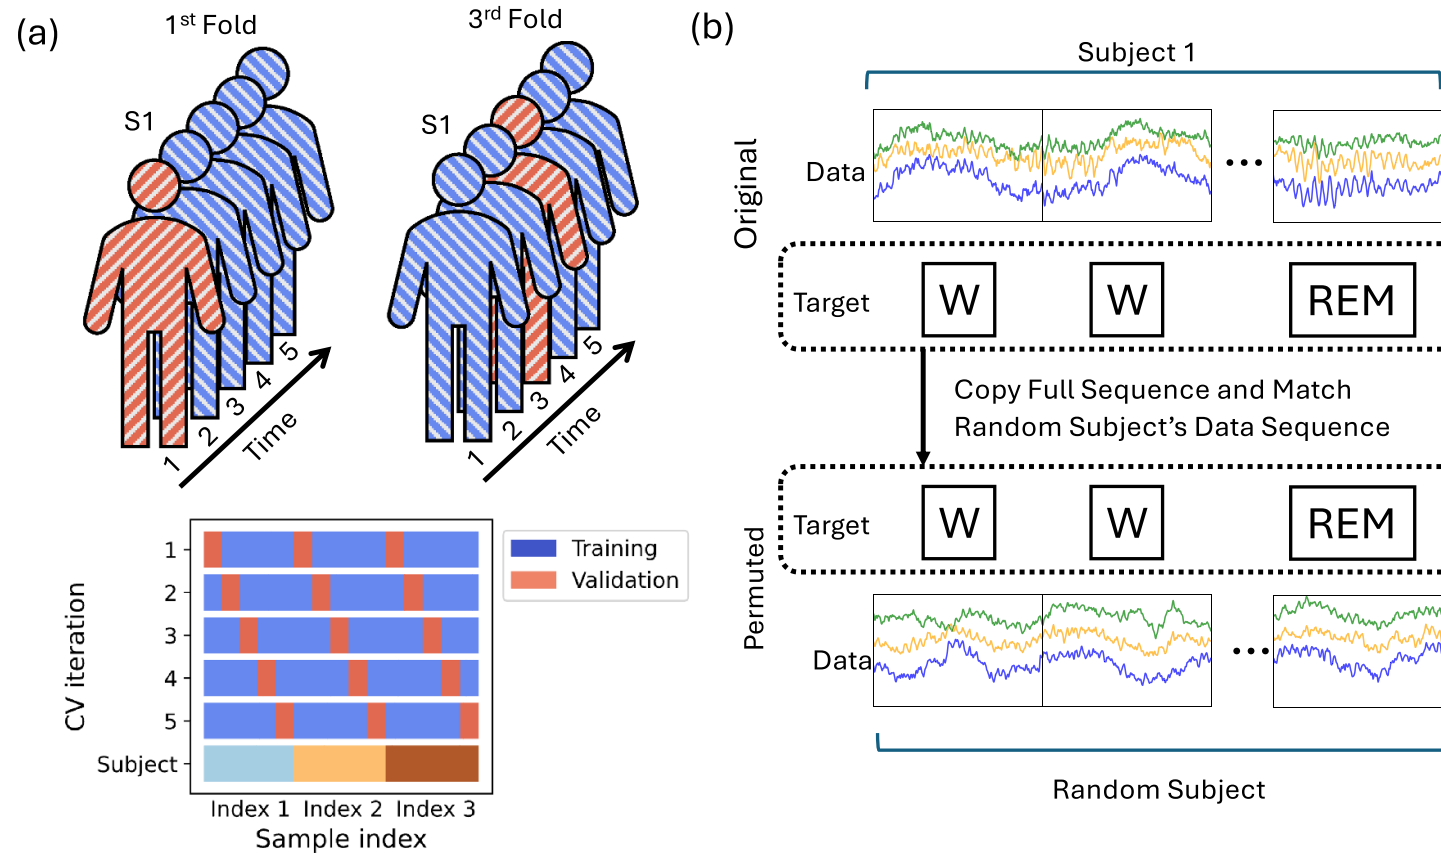 (a)
1st Fold
3rd Fold
S1
S1
1
2
3
4
5
Time
1
2
3
4
5
Time
CV iteration
1
2
3
4
5
Subject
Index 1 Index 2 Index 3
Sample index
Training
Validation
(b)
Subject 1
Original
Data
...
Target
W
W
REM
Copy Full Sequence and Match
Random Subject's Data Sequence
Permuted
Target
W
W
REM
Data
...
Random Subject